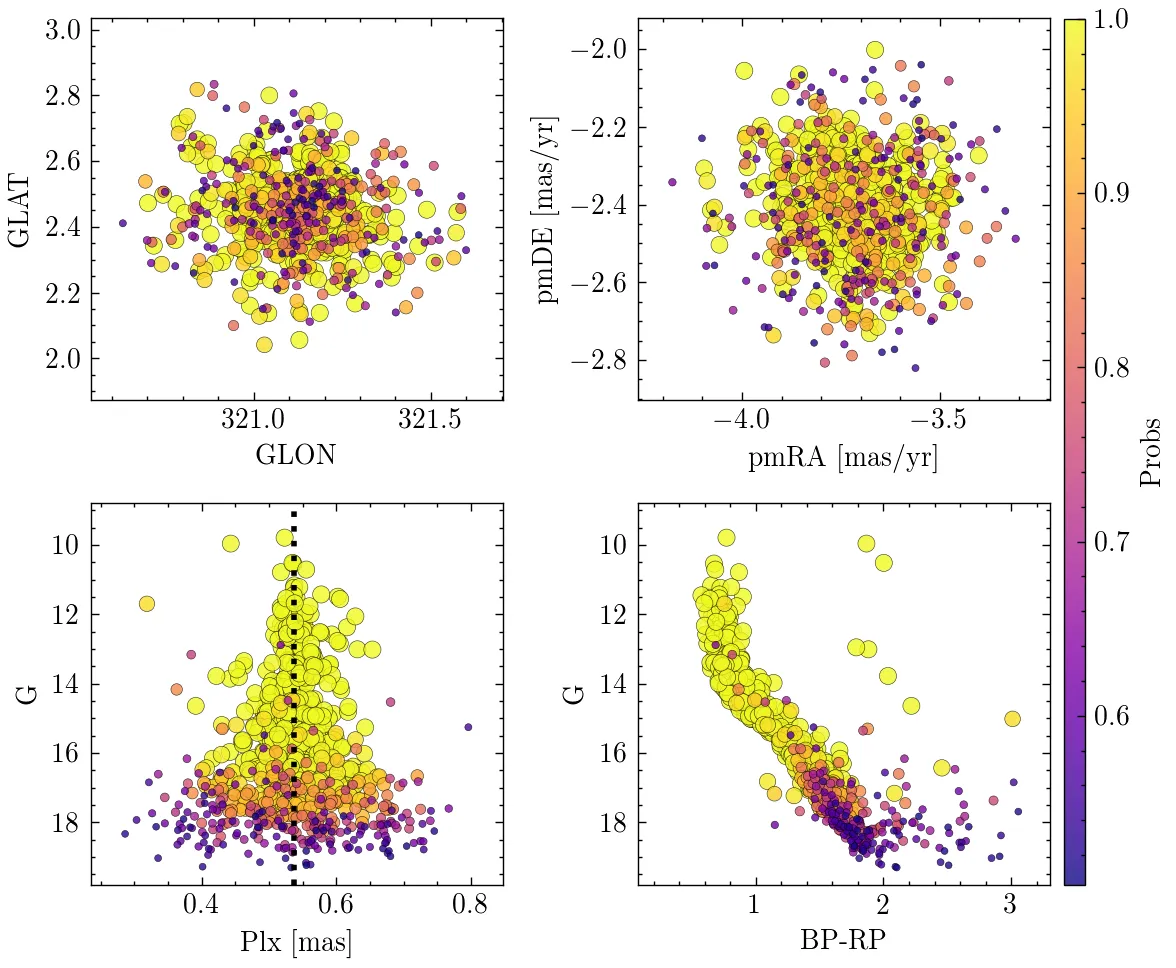 3.0
2.8
2.6
2.4
2.2
2.0
GLAT
321.0 321.5
GLON
−2.0
−2.2
−2.4
−2.6
−2.8
pmDE [mas/yr]
−4.0 −3.5
pmRA [mas/yr]
1.0
0.9
0.8
0.7
0.6
Probs
10
12
14
16
18
G
0.4 0.6 0.8
Plx [mas]
10
12
14
16
18
G
1 2 3
BP-RP